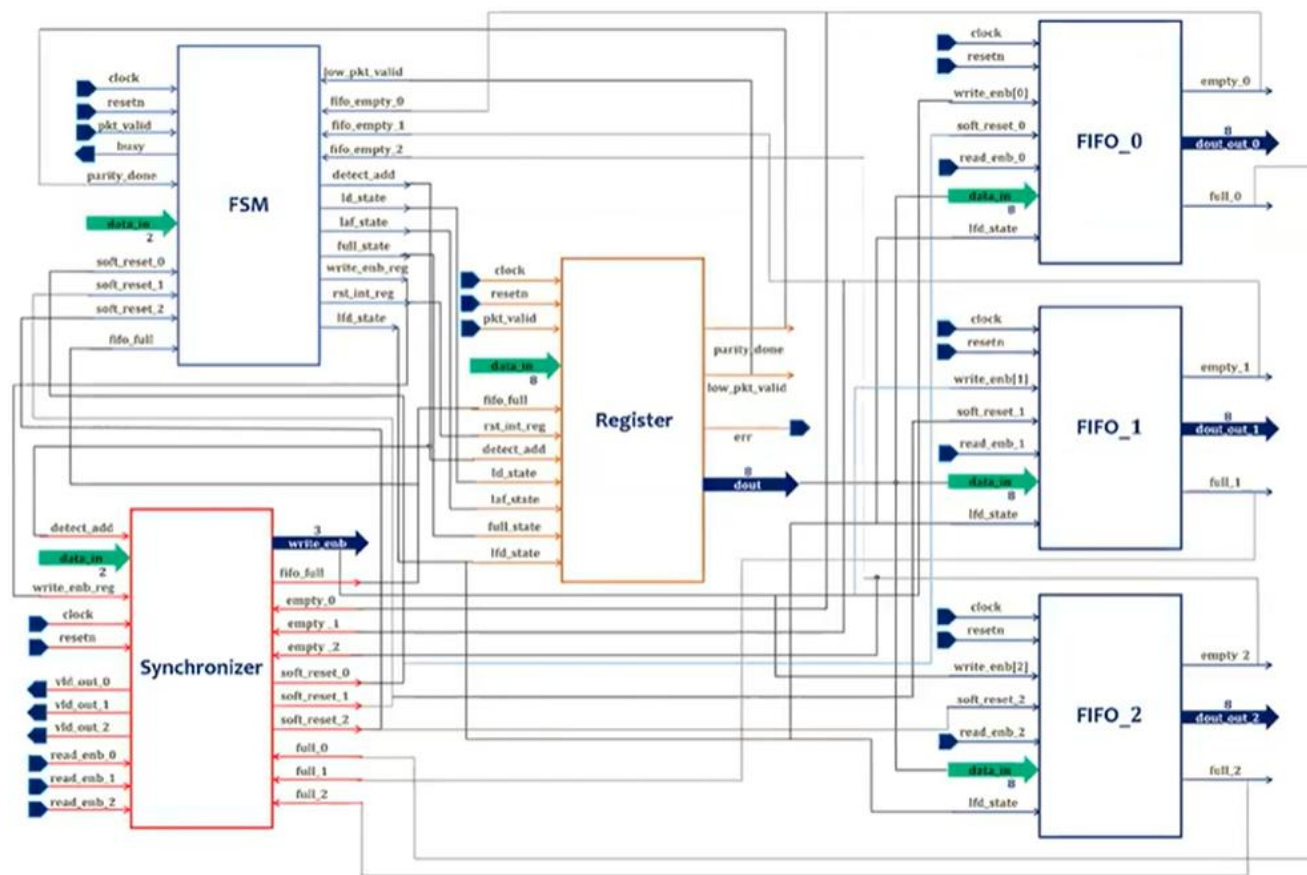 FSM
clock
resetn
pkt_valid
busy
parity_done
data_in
2
soft_reset_0
soft_reset_1
soft_reset_2
fifo_full
low_pkt_valid
fifo_empty_0
fifo_empty_1
fifo_empty_2
detect_add
ld_state
laf_state
full_state
write_enb_reg
rst_int_reg
lfd_state
Register
clock
resetn
pkt_valid
data_in
8
fifo_full
rst_int_reg
detect_add
ld_state
laf_state
full_state
lfd_state
parity_done
low_pkt_valid
err
8
dout
Synchronizer
detect_add
data_in
2
write_enb_reg
clock
resetn
vld_out_0
vld_out_1
vld_out_2
read_enb_0
read_enb_1
read_enb_2
3
write_enb
fifo_full
empty_0
empty_1
empty_2
soft_reset_0
soft_reset_1
soft_reset_2
full_0
full_1
full_2
FIFO_0
clock
resetn
write_enb[0]
soft_reset_0
read_enb_0
data_in
8
lfd_state
empty_0
8
dout_out_0
full_0
FIFO_1
clock
resetn
write_enb[1]
soft_reset_1
read_enb_1
data_in
8
lfd_state
empty_1
8
dout_out_1
full_1
FIFO_2
clock
resetn
write_enb[2]
soft_reset_2
read_enb_2
data_in
8
lfd_state
empty_2
8
dout_out_2
full_2